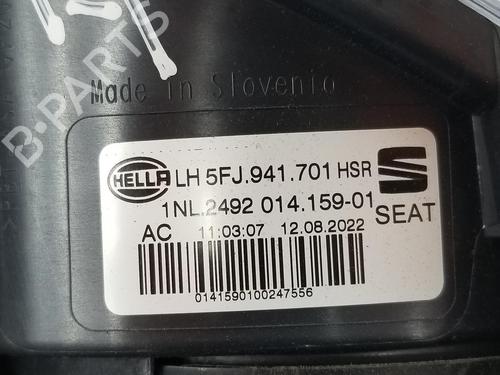 Made In Slovenio
B-PARTS
HELLA
LH 5FJ.941.701 HSR
1NL.2492 014.159-01
SEAT
AC 11:03:07 12.08.2022
0141590100247556